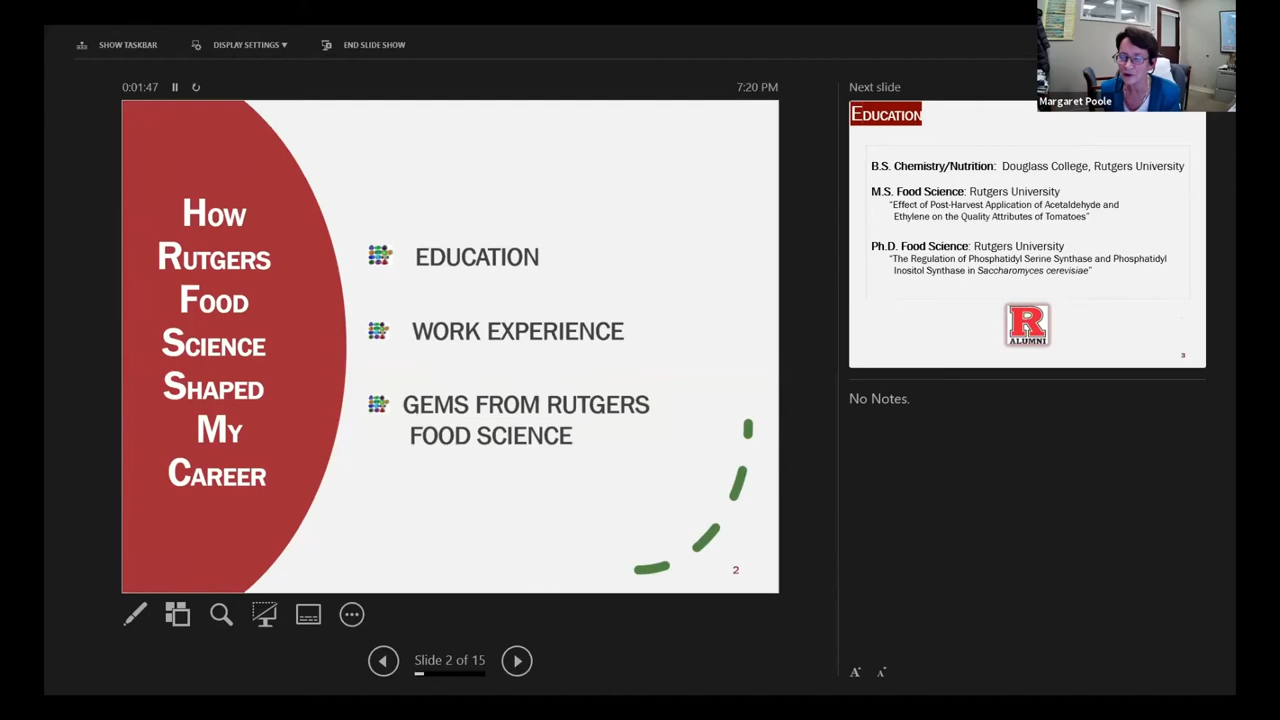 SHOW TASKBAR
DISPLAY SETTINGS ▼
END SLIDE SHOW
0:01:47
7:20 PM
How
Rutgers
Food
Science
Shaped
My
Career
EDUCATION
WORK EXPERIENCE
GEMS FROM RUTGERS
FOOD SCIENCE
2
Slide 2 of 15
Margaret Poole
Next slide
Education
B.S. Chemistry/Nutrition: Douglass College, Rutgers University
M.S. Food Science: Rutgers University
“Effect of Post-Harvest Application of Acetaldehyde and
Ethylene on the Quality Attributes of Tomatoes”
Ph.D. Food Science: Rutgers University
“The Regulation of Phosphatidyl Serine Synthase and Phosphatidyl
Inositol Synthase in Saccharomyces cerevisiae”
R
ALUMNI
3
No Notes.
A A